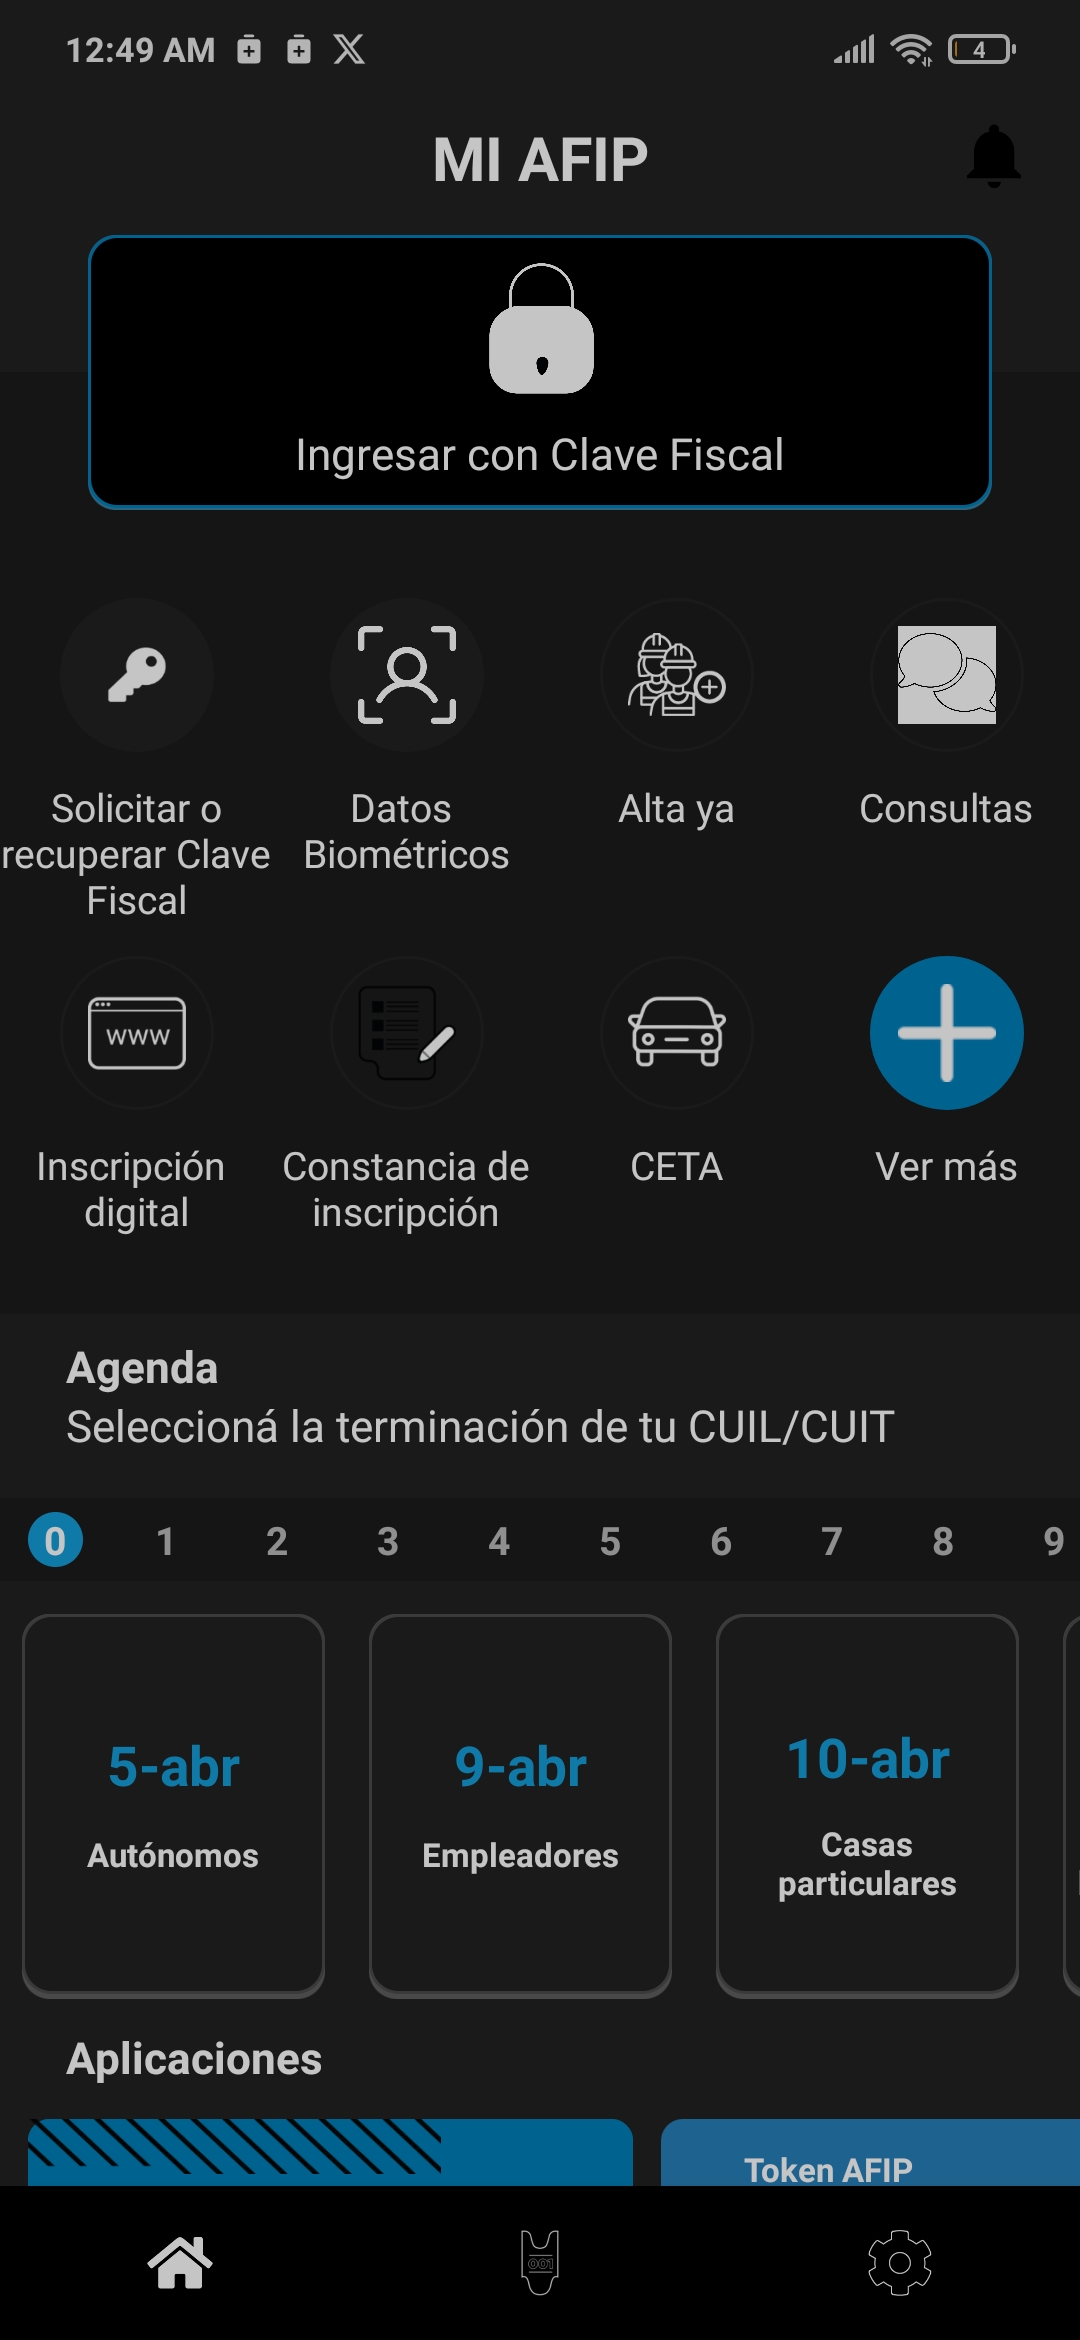 12:49 AM
4
MI AFIP
Ingresar con Clave Fiscal
Solicitar o
recuperar Clave
Fiscal
Datos
Biométricos
Alta ya
Consultas
WWW
Inscripción
digital
Constancia de
inscripción
CETA
Ver más
Agenda
Seleccioná la terminación de tu CUIL/CUIT
0 1 2 3 4 5 6 7 8 9
5-abr
Autónomos
9-abr
Empleadores
10-abr
Casas
particulares
Aplicaciones
Token AFIP
001